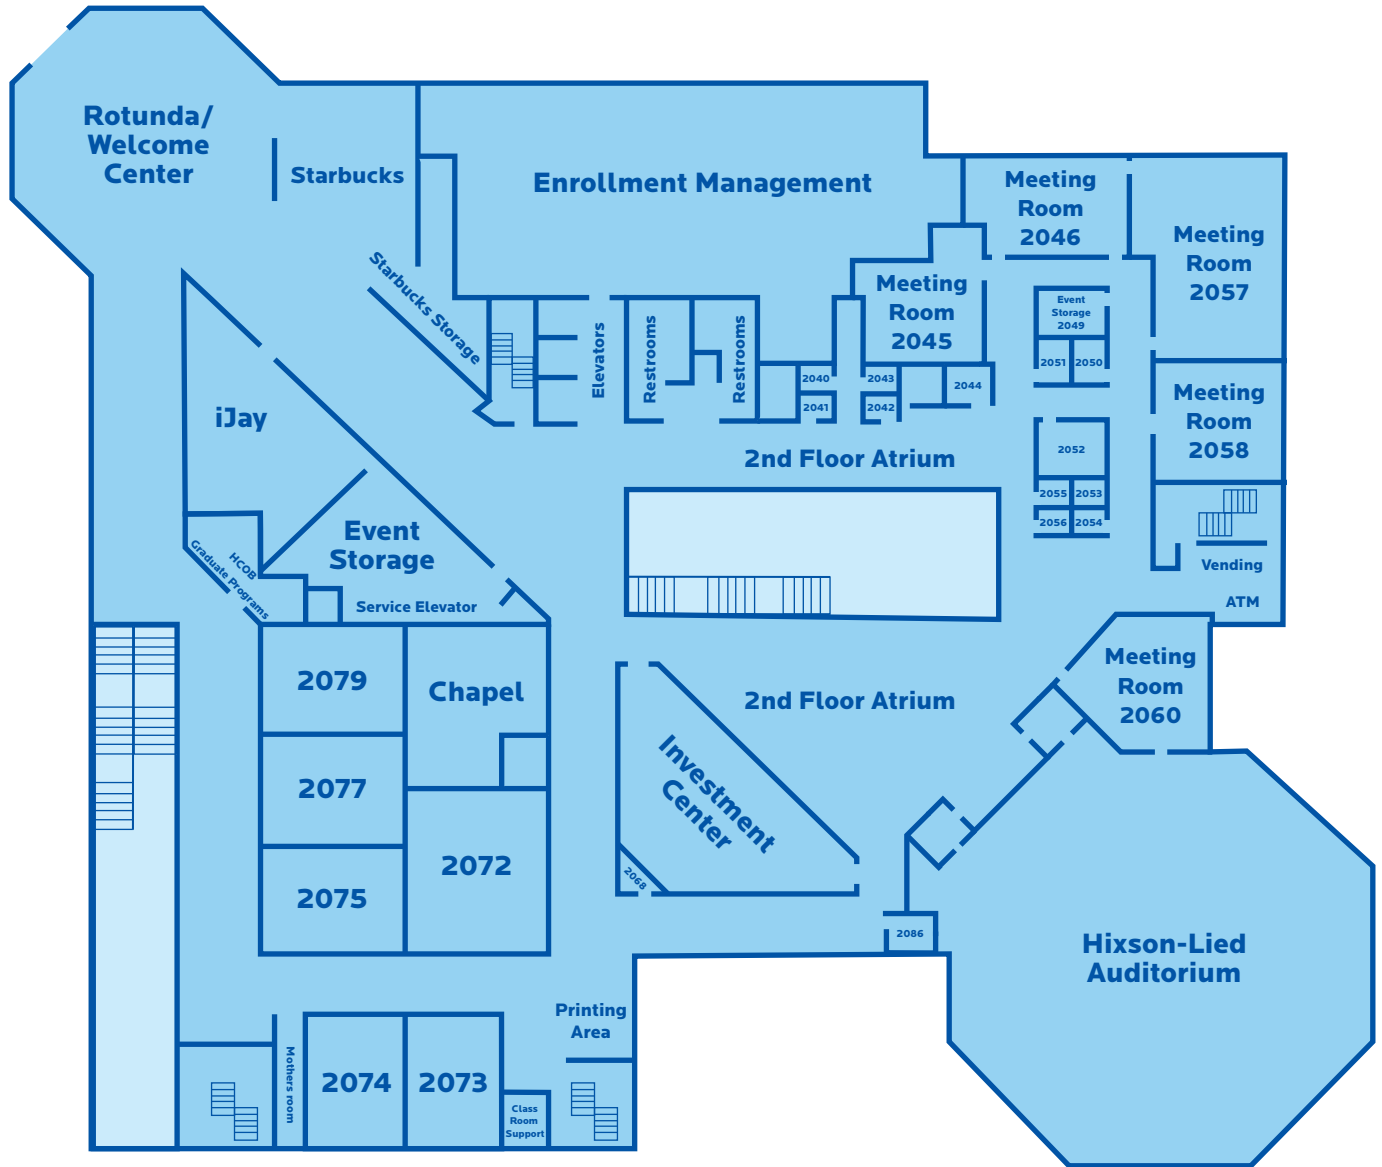 Rotunda/
Welcome
Center
Starbucks
Enrollment Management
Meeting
Room
2046
Meeting
Room
2057
Starbucks Storage
Meeting
Room
2045
Event
Storage
2049
2051
2050
Elevators
Restrooms
Restrooms
2040
2041
2043
2042
2044
Meeting
Room
2058
iJay
2nd Floor Atrium
2052
2055
2053
2056
2054
Event
Storage
HCOB
Graduate Programs
Service Elevator
Vending
ATM
2079
Chapel
2nd Floor Atrium
Meeting
Room
2060
Investment
Center
2077
2072
2075
2068
2086
Hixson-Lied
Auditorium
Printing
Area
Mothers room
2074
2073
Class
Room
Support